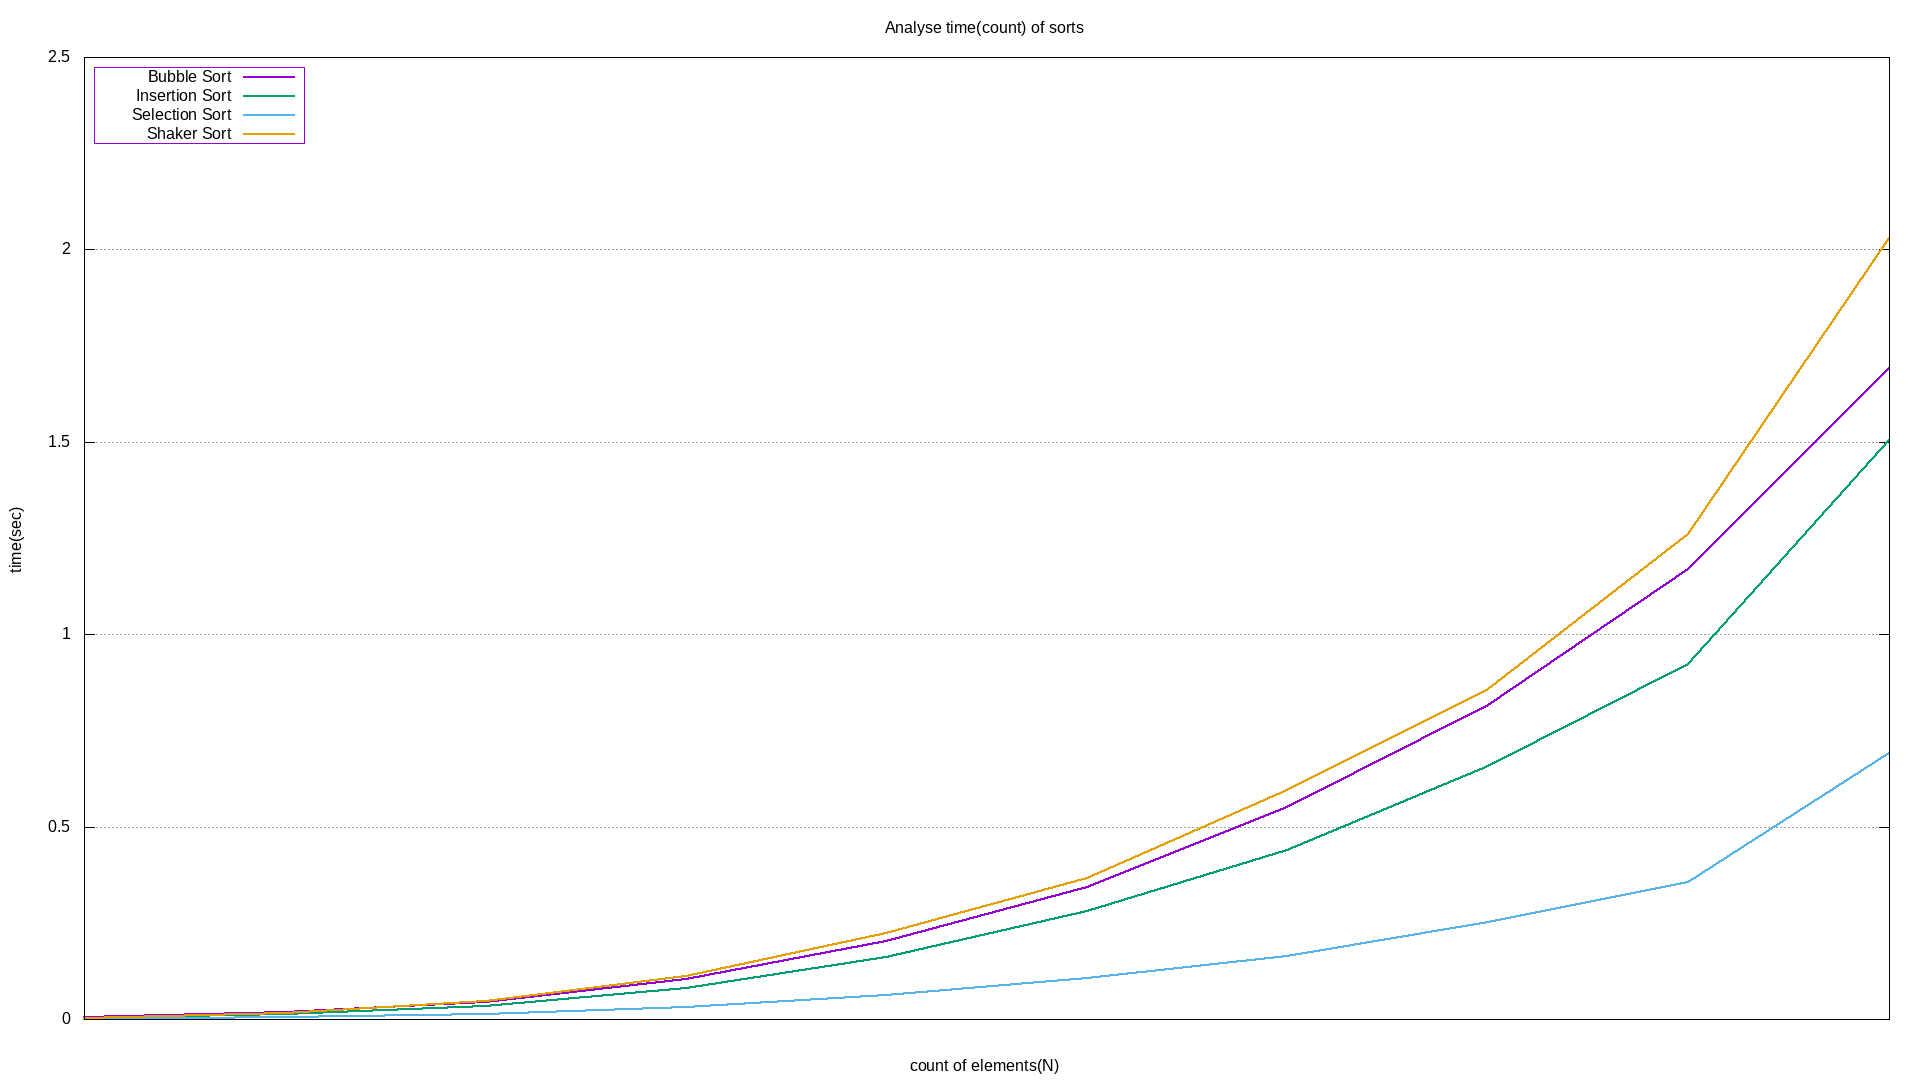 Analyse time(count) of sorts
2.5
Bubble Sort
Insertion Sort
Selection Sort
Shaker Sort
2
1.5
time(sec)
1
0.5
0
count of elements(N)